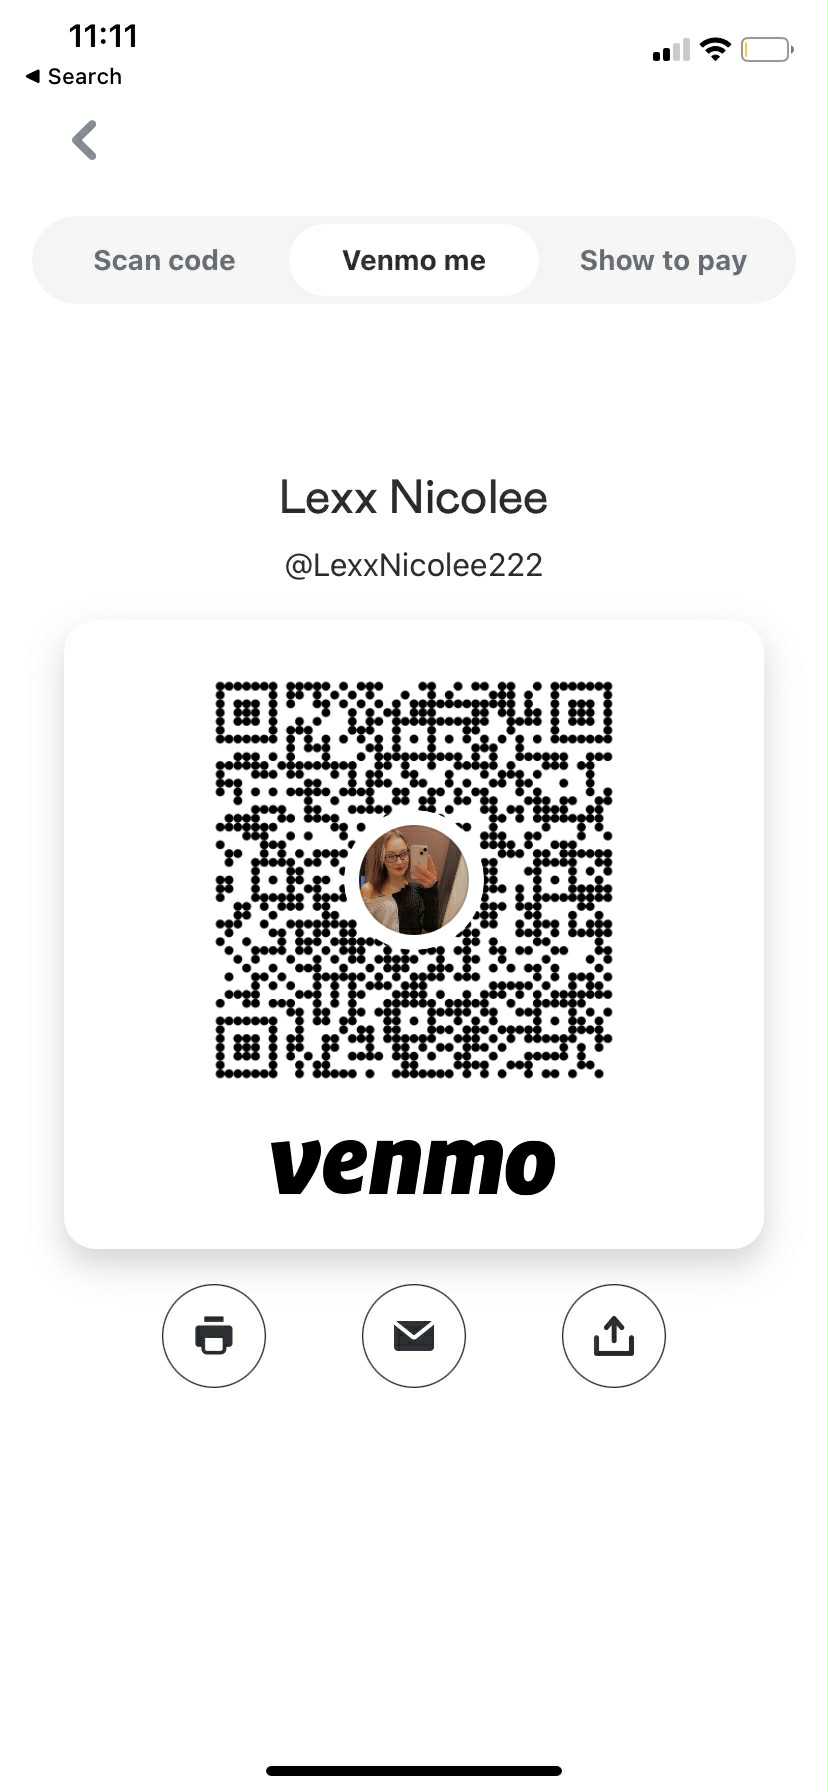 11:11
Search
Scan code
Venmo me
Show to pay
Lexx Nicolee
@LexxNicolee222
venmo